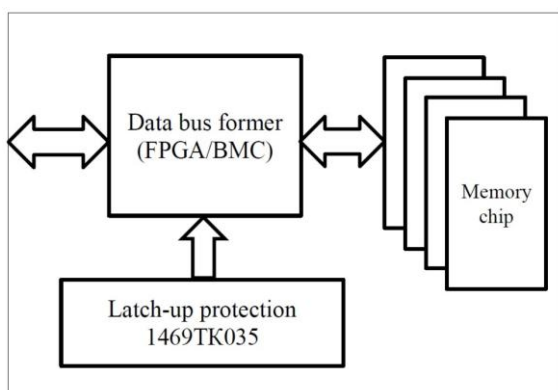 Data bus former
(FPGA/BMC)
Memory
chip
Latch-up protection
1469TK035